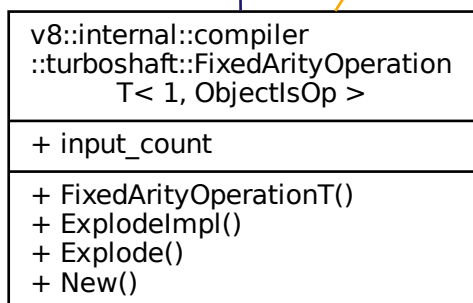 v8::internal::compiler
::turboshaft::FixedArityOperation
T< 1, ObjectIsOp >
+ input_count
+ FixedArityOperationT()
+ ExplodeImpl()
+ Explode()
+ New()